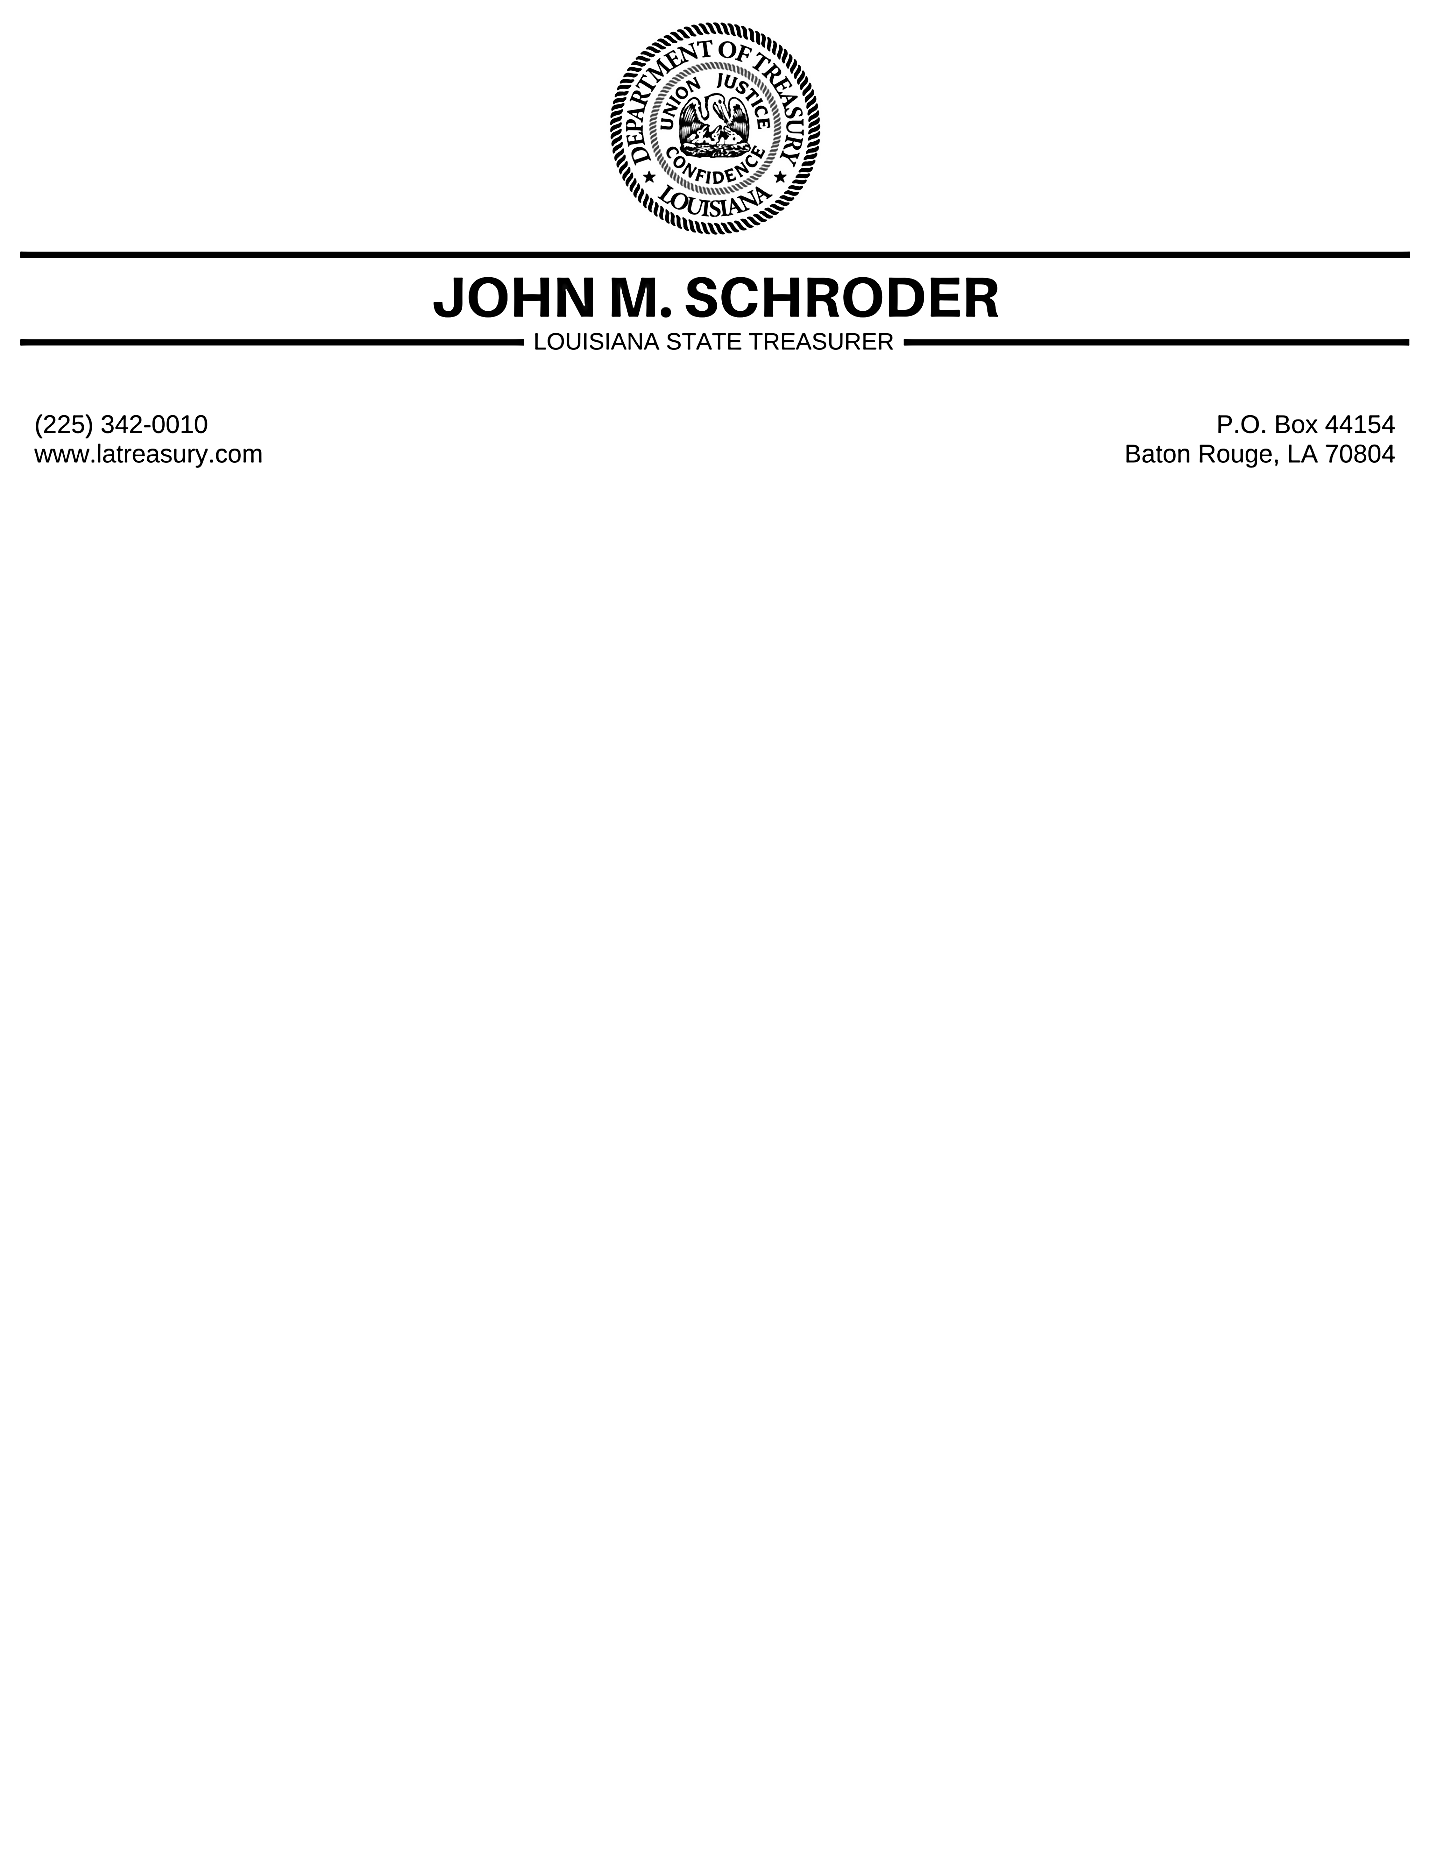 DEPARTMENT OF TREASURY
UNION JUSTICE
CONFIDENCE
LOUISIANA
JOHN M. SCHRODER
LOUISIANA STATE TREASURER
(225) 342-0010
P.O. Box 44154
www.latreasury.com
Baton Rouge, LA 70804